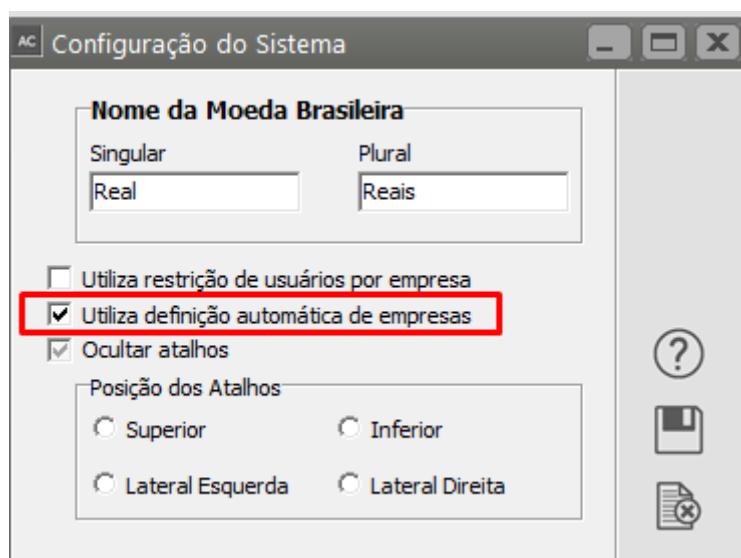 AC Configuração do Sistema
Nome da Moeda Brasileira
Singular Plural
Real Reais
Utiliza restrição de usuários por empresa
Utiliza definição automática de empresas
Ocultar atalhos
Posição dos Atalhos
Superior Inferior
Lateral Esquerda Lateral Direita